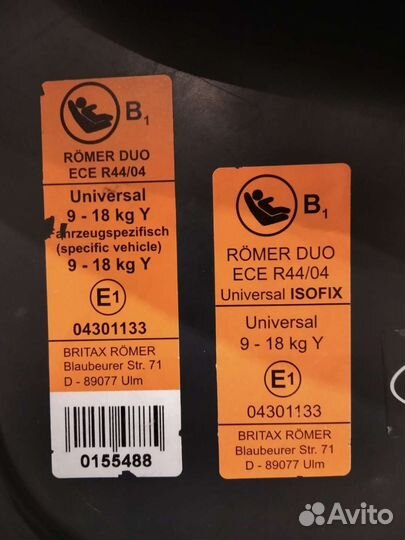 B1
RÖMER DUO
ECE R44/04
Universal
9 - 18 kg Y
ahrzeugspezifisch
(specific vehicle)
9 - 18 kg Y
E1
04301133
BRITAX RÖMER
Blaubeurer Str. 71
D - 89077 Ulm
0155488
B1
RÖMER DUO
ECE R44/04
Universal ISOFIX
Universal
9 - 18 kg Y
E1
04301133
BRITAX RÖMER
Blaubeurer Str. 71
D - 89077 Ulm
Avito